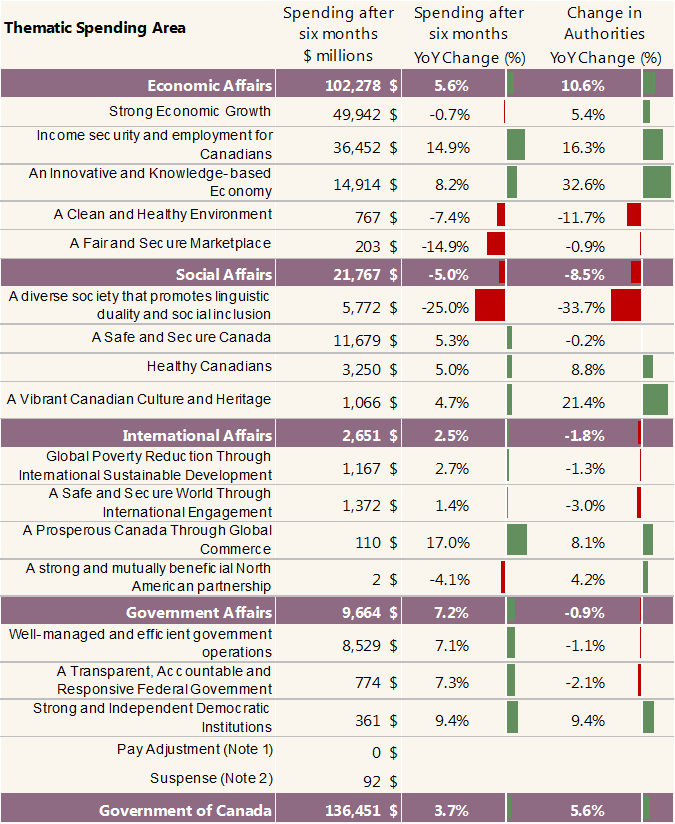 Thematic Spending Area
Spending after
six months
$ millions
Spending after
six months
YoY Change (%)
Change in
Authorities
YoY Change (%)
Economic Affairs 102,278 $ 5.6% 10.6%
Strong Economic Growth 49,942 $ -0.7% 5.4%
Income security and employment for
Canadians 36,452 $ 14.9% 16.3%
An Innovative and Knowledge-based
Economy 14,914 $ 8.2% 32.6%
A Clean and Healthy Environment 767 $ -7.4% -11.7%
A Fair and Secure Marketplace 203 $ -14.9% -0.9%
Social Affairs 21,767 $ -5.0% -8.5%
A diverse society that promotes linguistic
duality and social inclusion 5,772 $ -25.0% -33.7%
A Safe and Secure Canada 11,679 $ 5.3% -0.2%
Healthy Canadians 3,250 $ 5.0% 8.8%
A Vibrant Canadian Culture and Heritage 1,066 $ 4.7% 21.4%
International Affairs 2,651 $ 2.5% -1.8%
Global Poverty Reduction Through
International Sustainable Development 1,167 $ 2.7% -1.3%
A Safe and Secure World Through
International Engagement 1,372 $ 1.4% -3.0%
A Prosperous Canada Through Global
Commerce 110 $ 17.0% 8.1%
A strong and mutually beneficial North
American partnership 2 $ -4.1% 4.2%
Government Affairs 9,664 $ 7.2% -0.9%
Well-managed and efficient government
operations 8,529 $ 7.1% -1.1%
A Transparent, Accountable and
Responsive Federal Government 774 $ 7.3% -2.1%
Strong and Independent Democratic
Institutions 361 $ 9.4% 9.4%
Pay Adjustment (Note 1) 0 $
Suspense (Note 2) 92 $
Government of Canada 136,451 $ 3.7% 5.6%